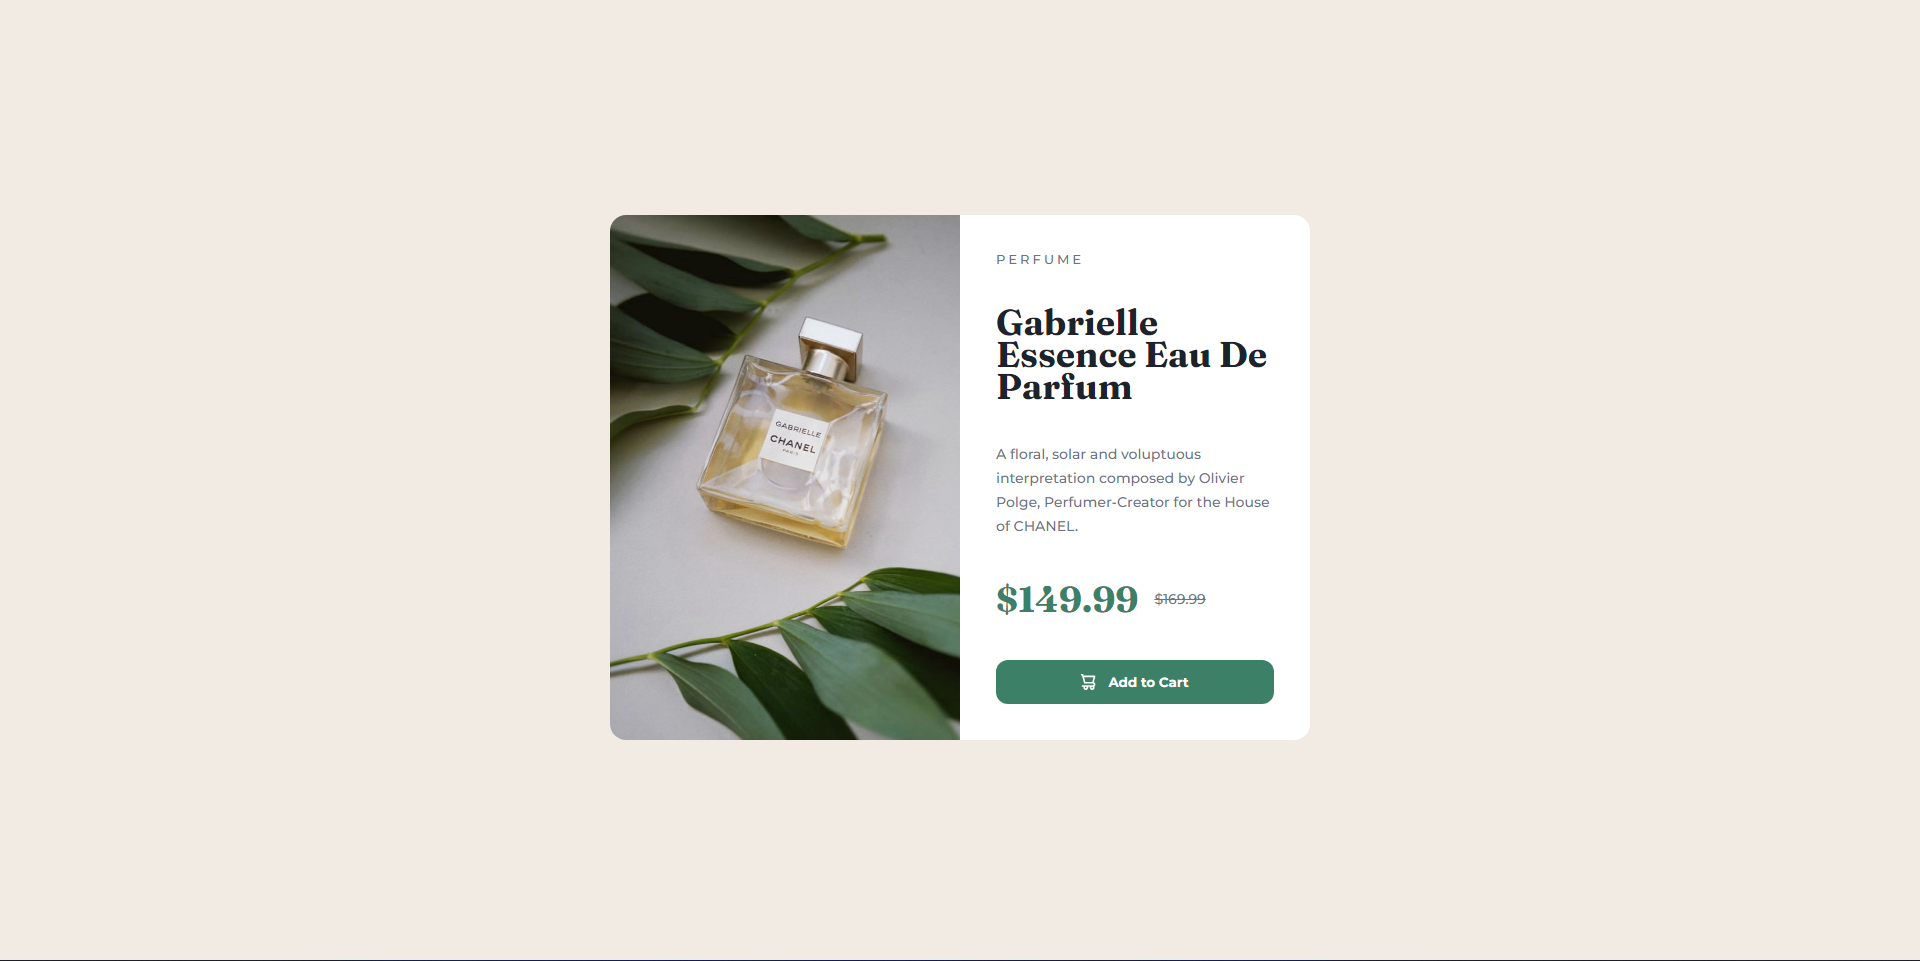 GABRIELLE
CHANEL
PARIS
PERFUME
Gabrielle
Essence Eau De
Parfum
A floral, solar and voluptuous
interpretation composed by Olivier
Polge, Perfumer-Creator for the House
of CHANEL.
$149.99 $169.99
Add to Cart